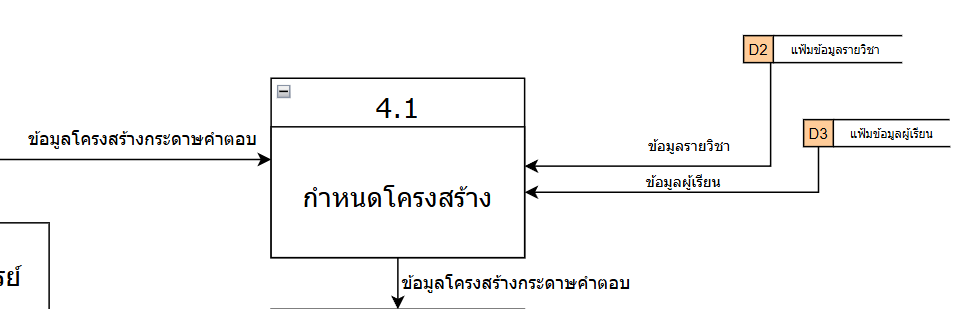 D2 แฟ้มข้อมูลรายวิชา
4.1
D3 แฟ้มข้อมูลผู้เรียน
ข้อมูลโครงสร้างกระดาษคำตอบ
ข้อมูลรายวิชา
ข้อมูลผู้เรียน
กำหนดโครงสร้าง
ข้อมูลโครงสร้างกระดาษคำตอบ